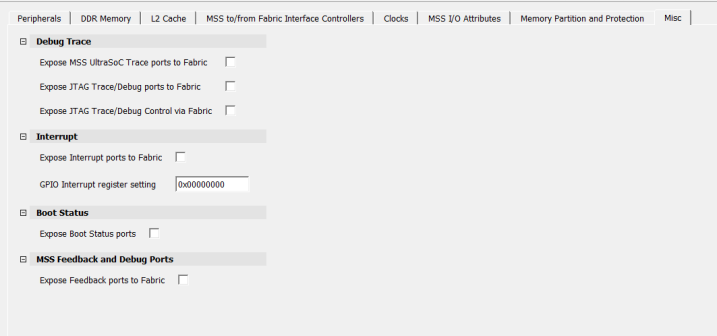 Peripherals DDR Memory L2 Cache MSS to/from Fabric Interface Controllers Clocks MSS I/O Attributes Memory Partition and Protection Misc
Debug Trace
Expose MSS UltraSoC Trace ports to Fabric
Expose JTAG Trace/Debug ports to Fabric
Expose JTAG Trace/Debug Control via Fabric
Interrupt
Expose Interrupt ports to Fabric
GPIO Interrupt register setting 0x00000000
Boot Status
Expose Boot Status ports
MSS Feedback and Debug Ports
Expose Feedback ports to Fabric